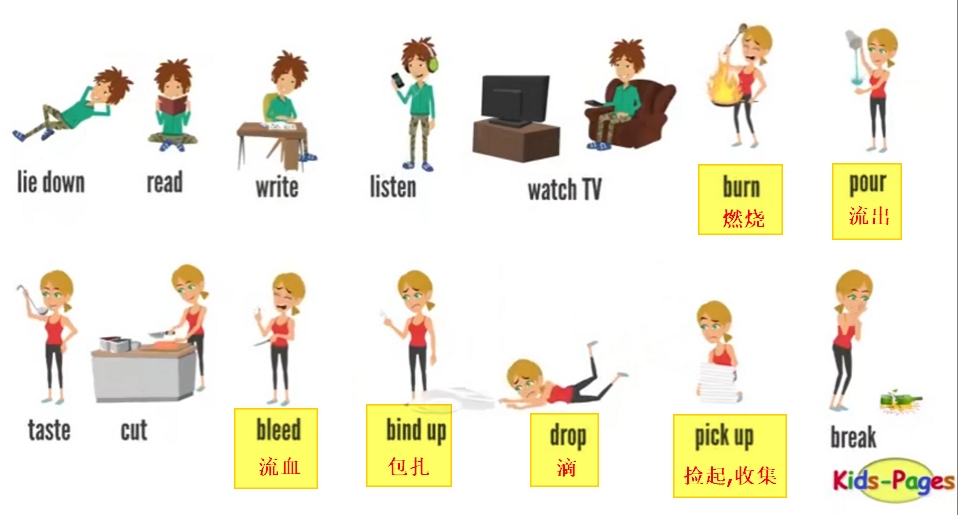 lie down
read
write
listen
watch TV
burn
燃烧
pour
流出
taste
cut
bleed
流血
bind up
包扎
drop
滴
pick up
捡起,收集
break
Kids-Pages